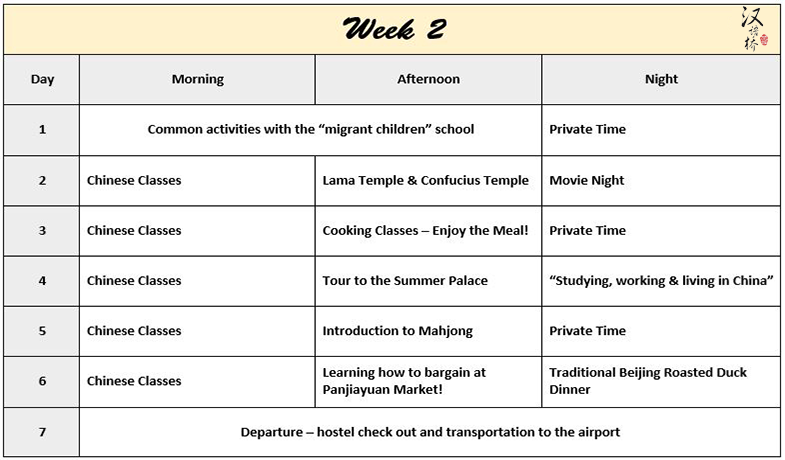 Week 2
汉语桥
Day Morning Afternoon Night
1 Common activities with the “migrant children” school Private Time
2 Chinese Classes Lama Temple & Confucius Temple Movie Night
3 Chinese Classes Cooking Classes – Enjoy the Meal! Private Time
4 Chinese Classes Tour to the Summer Palace “Studying, working & living in China”
5 Chinese Classes Introduction to Mahjong Private Time
6 Chinese Classes Learning how to bargain at Panjiayuan Market! Traditional Beijing Roasted Duck Dinner
7 Departure – hostel check out and transportation to the airport